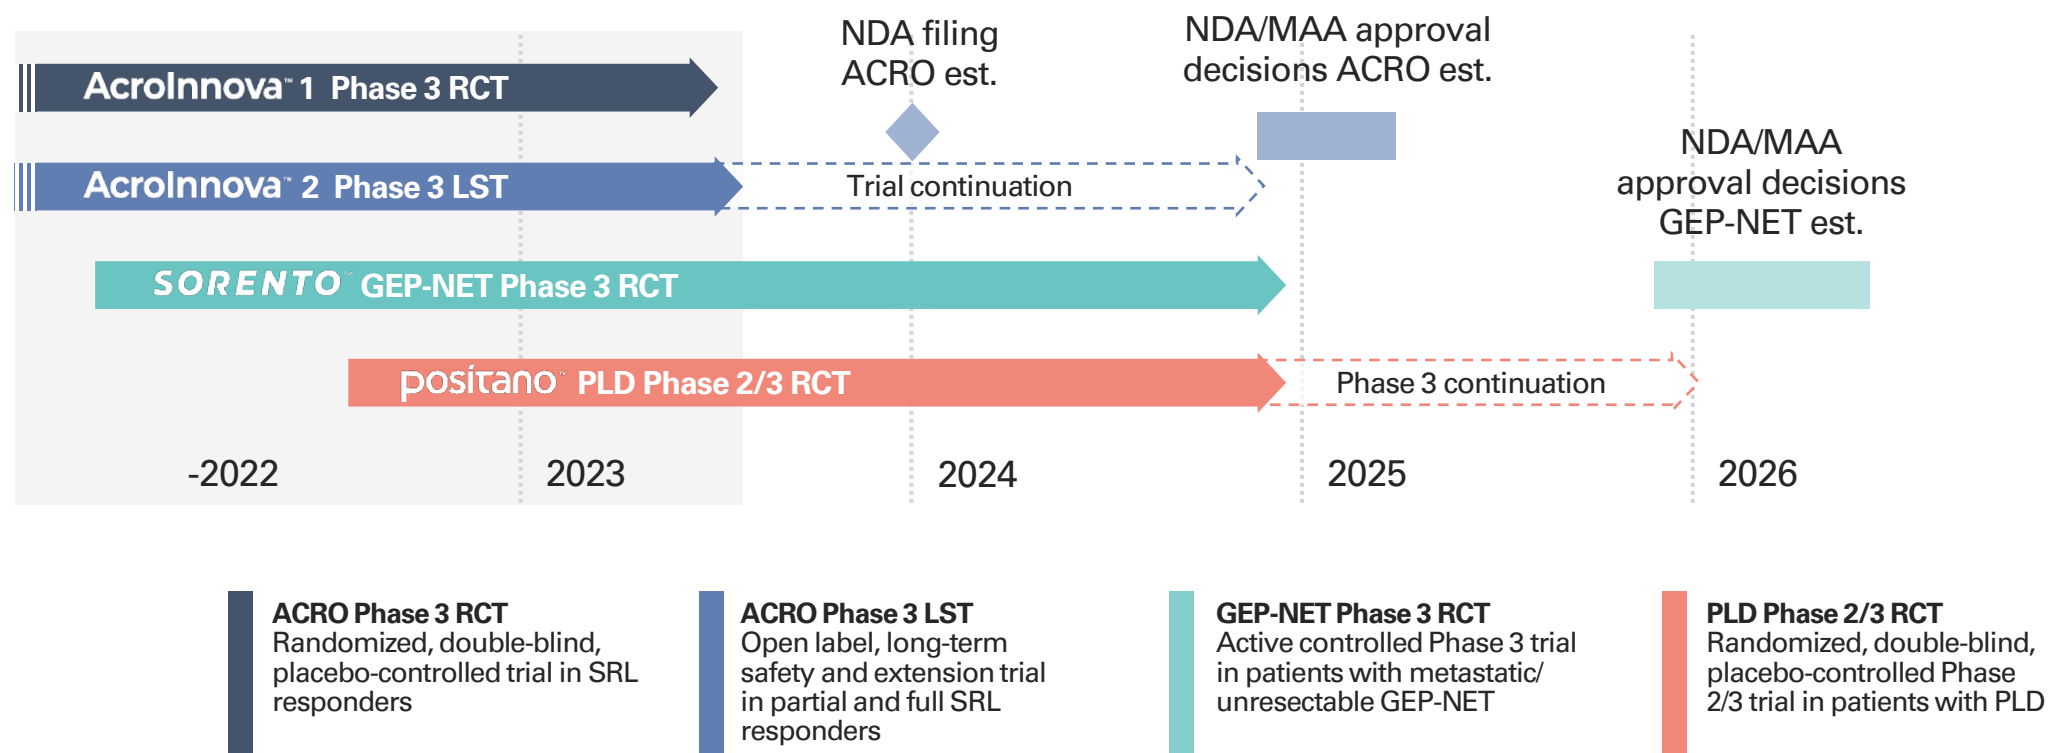 NDA filing
ACRO est.
NDA/MAA approval
decisions ACRO est.
AcroInnova™ 1 Phase 3 RCT
NDA/MAA
approval decisions
GEP-NET est.
AcroInnova™ 2 Phase 3 LST
Trial continuation
SORENTO™ GEP-NET Phase 3 RCT
positano™ PLD Phase 2/3 RCT
Phase 3 continuation
-2022
2023
2024
2025
2026
ACRO Phase 3 RCT
Randomized, double-blind,
placebo-controlled trial in SRL
responders
ACRO Phase 3 LST
Open label, long-term
safety and extension trial
in partial and full SRL
responders
GEP-NET Phase 3 RCT
Active controlled Phase 3 trial
in patients with metastatic/
unresectable GEP-NET
PLD Phase 2/3 RCT
Randomized, double-blind,
placebo-controlled Phase
2/3 trial in patients with PLD